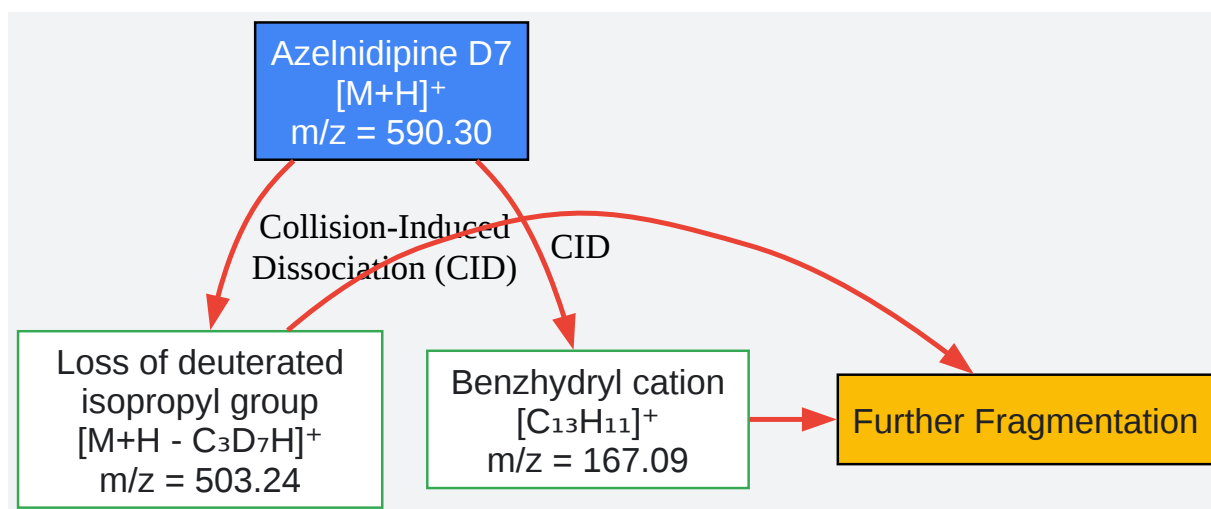 Azelnidipine D7
[M+H]⁺
m/z = 590.30
Collision-Induced
Dissociation (CID)
CID
Loss of deuterated
isopropyl group
[M+H - C₃D₇H]⁺
m/z = 503.24
Benzhydryl cation
[C₁₃H₁₁]⁺
m/z = 167.09
Further Fragmentation